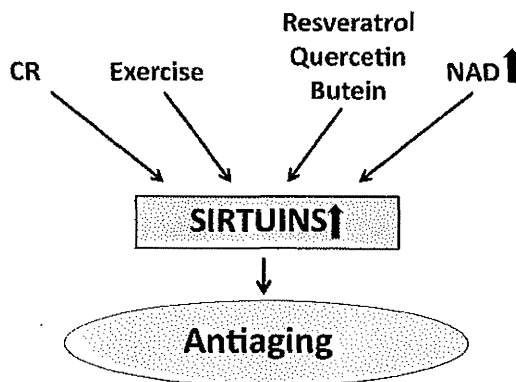 CR
Exercise
Resveratrol
Quercetin
Butein
NAD
SIRTUINS
Antiaging